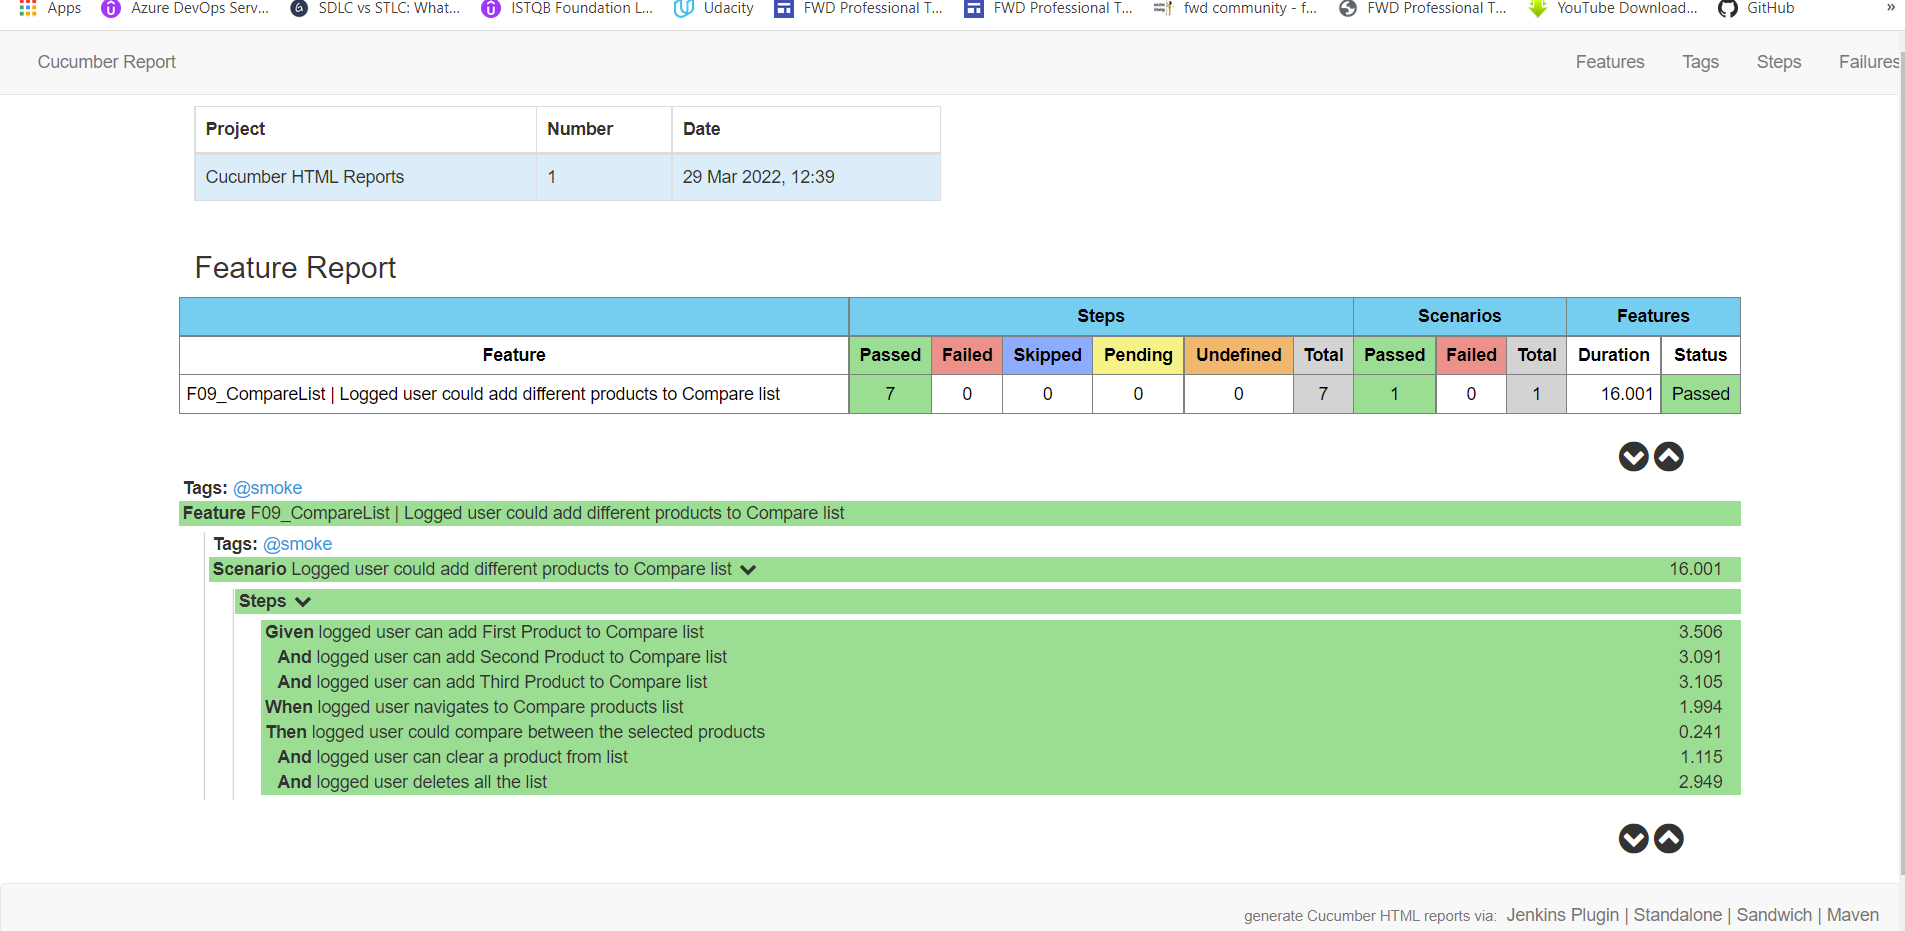 Apps Azure DevOps Serv... SDLC vs STLC: What... ISTQB Foundation L... Udacity FWD Professional T... FWD Professional T... fwd community - f... FWD Professional T... YouTube Download... GitHub »
Cucumber Report Features Tags Steps Failures
Project Number Date
Cucumber HTML Reports 1 29 Mar 2022, 12:39
Feature Report
Steps Scenarios Features
Feature Passed Failed Skipped Pending Undefined Total Passed Failed Total Duration Status
F09_CompareList | Logged user could add different products to Compare list 7 0 0 0 0 7 1 0 1 16.001 Passed
Tags: @smoke
Feature F09_CompareList | Logged user could add different products to Compare list
Tags: @smoke
Scenario Logged user could add different products to Compare list 16.001
Steps
Given logged user can add First Product to Compare list 3.506
And logged user can add Second Product to Compare list 3.091
And logged user can add Third Product to Compare list 3.105
When logged user navigates to Compare products list 1.994
Then logged user could compare between the selected products 0.241
And logged user can clear a product from list 1.115
And logged user deletes all the list 2.949
generate Cucumber HTML reports via: Jenkins Plugin | Standalone | Sandwich | Maven